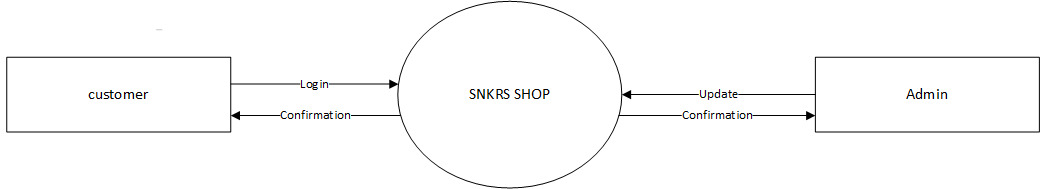 Login
customer
SNKRS SHOP
Update
Admin
Confirmation
Confirmation